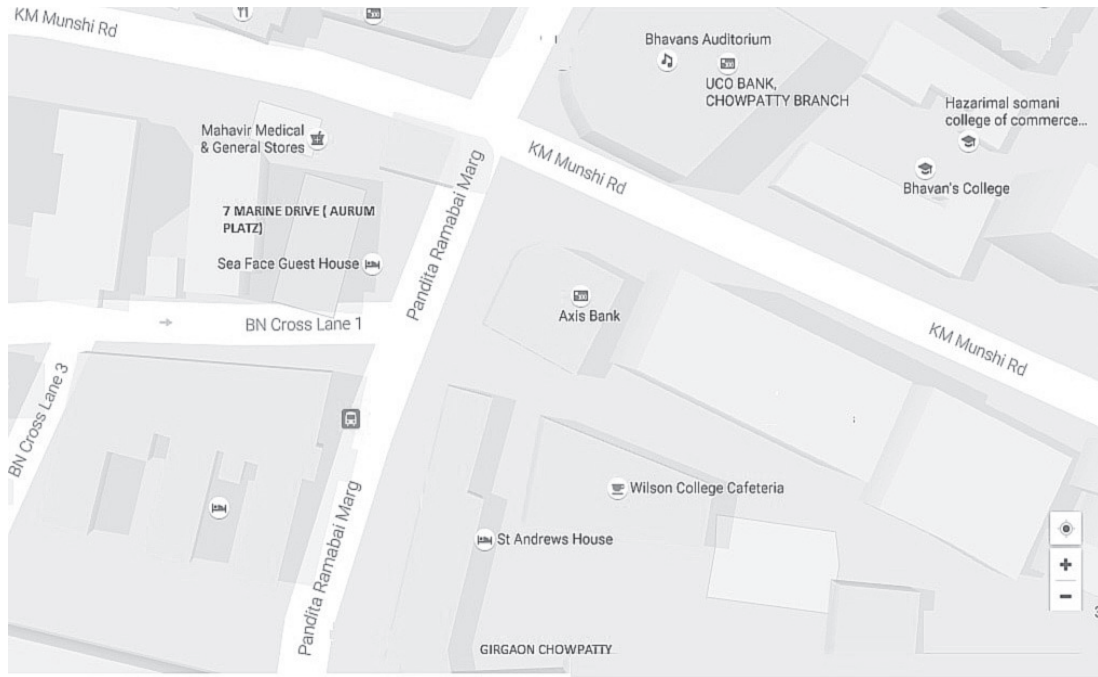 KM Munshi Rd
Bhavans Auditorium
UCO BANK,
CHOWPATTY BRANCH
Hazarimal somani
college of commerce...
Mahavir Medical
& General Stores
KM Munshi Rd
Bhavan's College
Pandita Ramabai Marg
7 MARINE DRIVE ( AURUM
PLATZ)
Sea Face Guest House
BN Cross Lane 1
Axis Bank
KM Munshi Rd
BN Cross Lane 3
Wilson College Cafeteria
St Andrews House
Pandita Ramabai Marg
GIRGAON CHOWPATTY